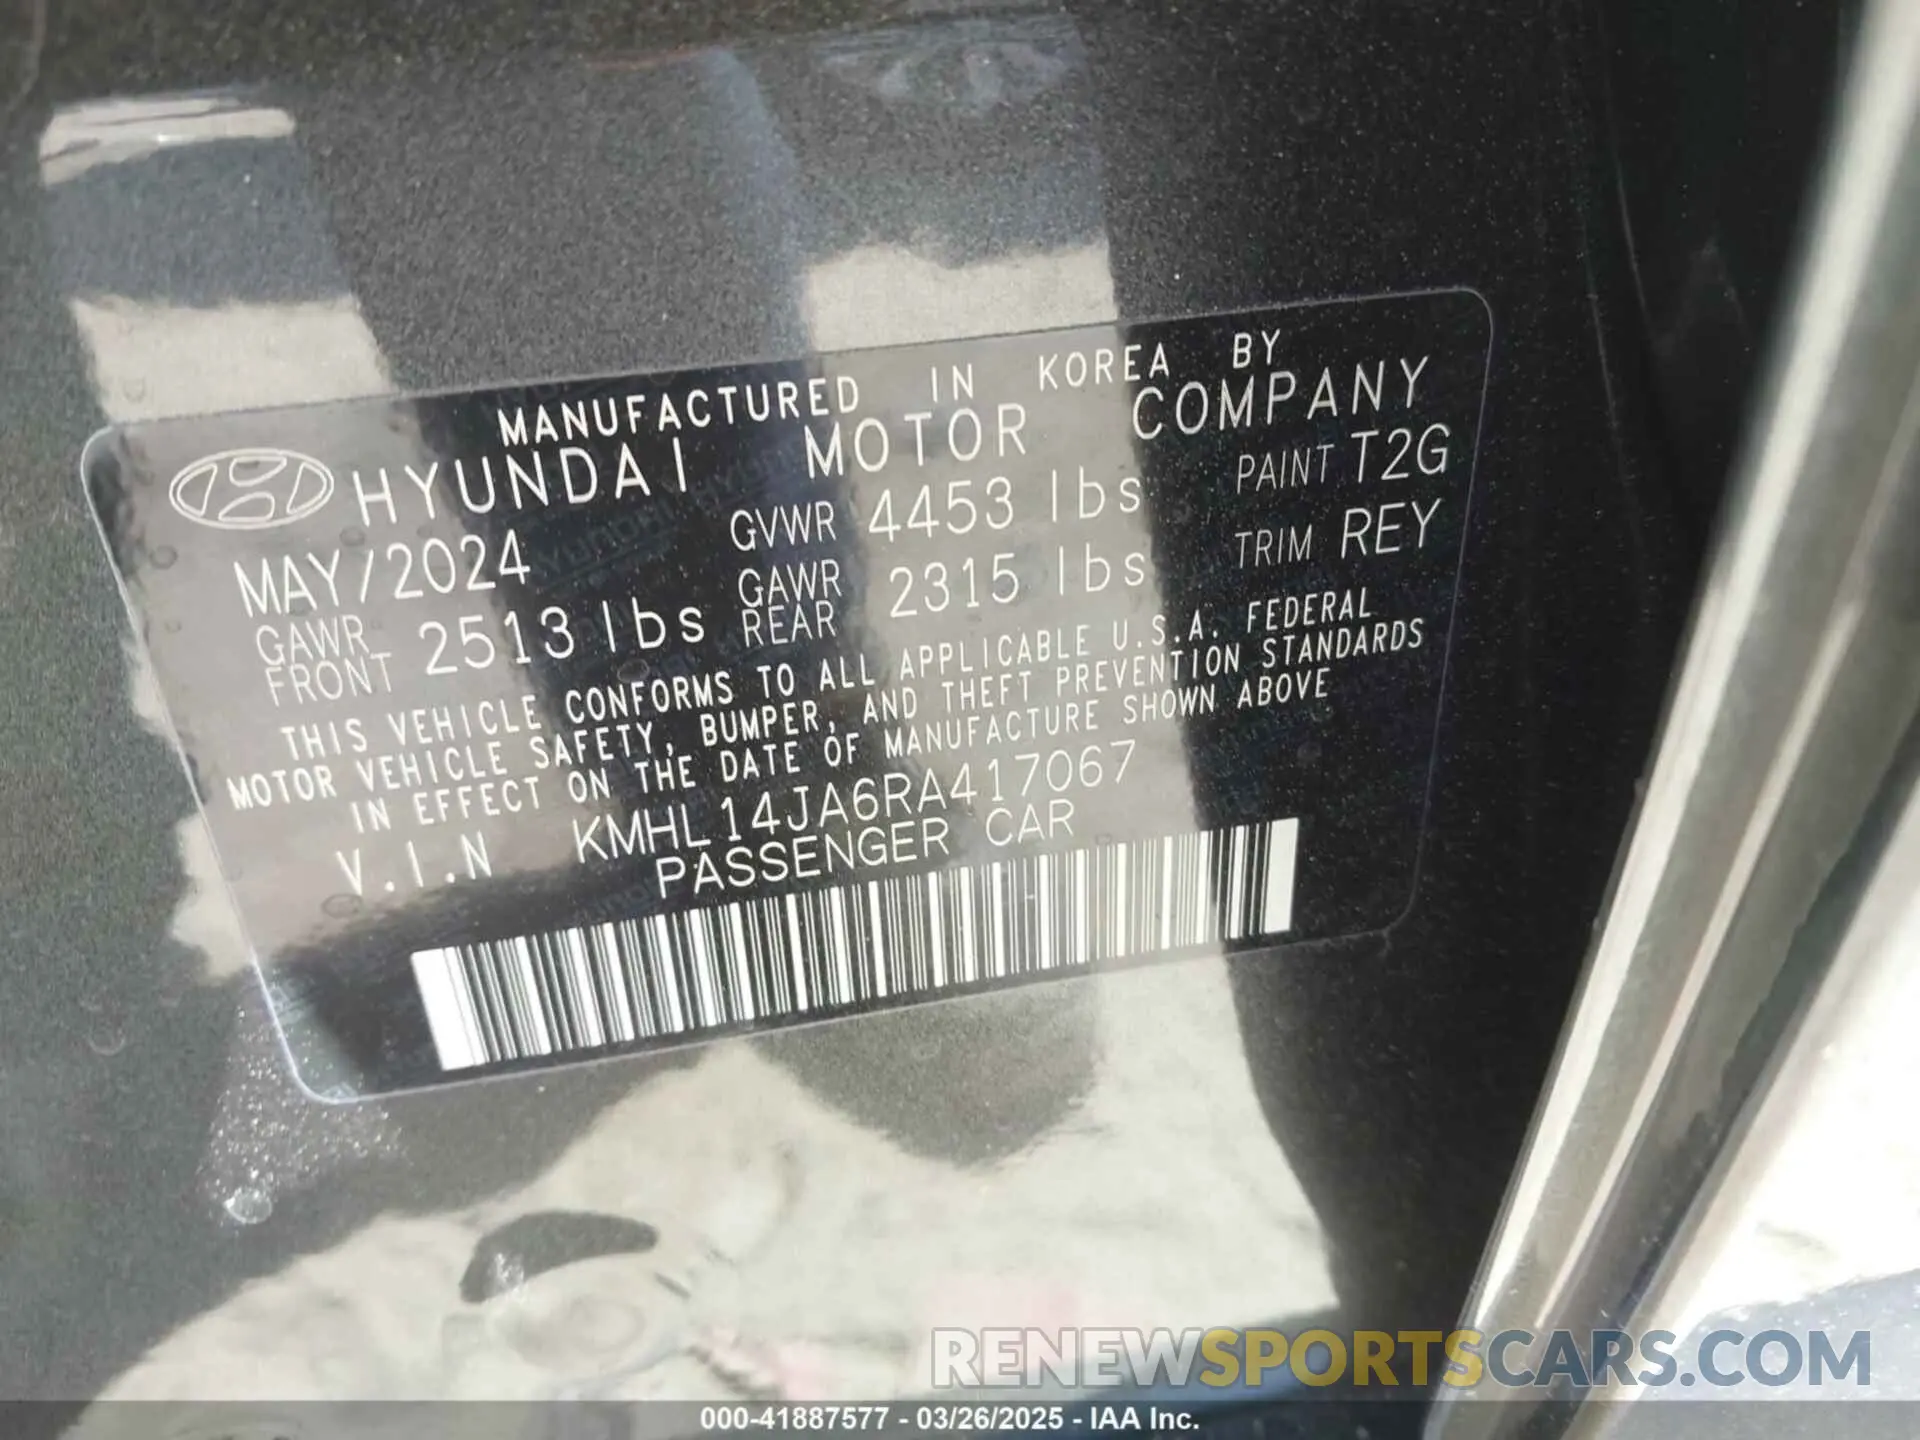 MANUFACTURED IN KOREA BY
HYUNDAI MOTOR COMPANY
MAY/2024 GVWR 4453 lbs PAINT T2G
GAWR FRONT 2513 lbs GAWR REAR 2315 lbs TRIM REY
THIS VEHICLE CONFORMS TO ALL APPLICABLE U.S.A. FEDERAL
MOTOR VEHICLE SAFETY, BUMPER, AND THEFT PREVENTION STANDARDS
IN EFFECT ON THE DATE OF MANUFACTURE SHOWN ABOVE
V.I.N KMHL14JA6RA417067
PASSENGER CAR
RENEWSPORTSCARS.COM
000-41887577 - 03/26/2025 - IAA Inc.